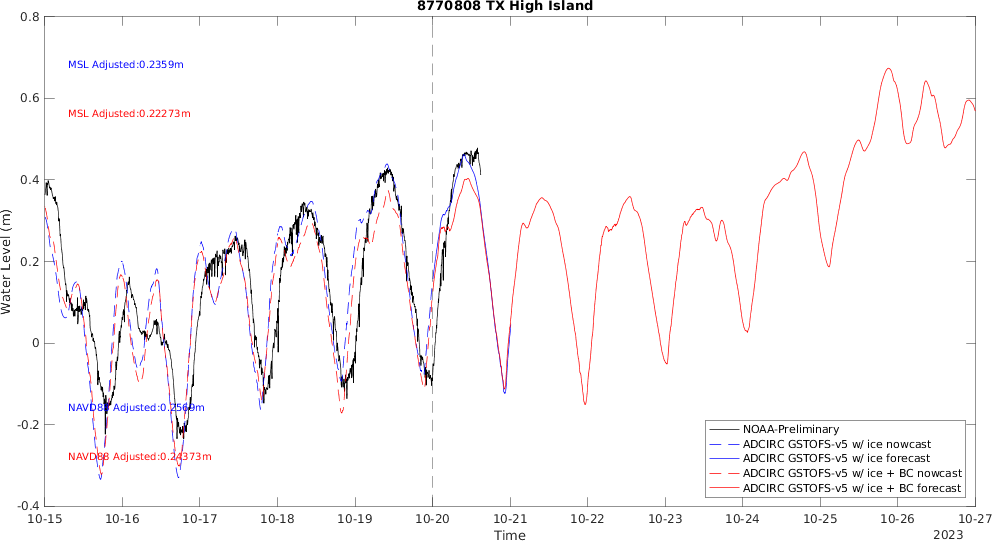 8770808 TX High Island
0.8
0.6
0.4
0.2
0
-0.2
-0.4
Water Level (m)
MSL Adjusted:0.2359m
MSL Adjusted:0.22273m
NAVD88 Adjusted:0.2569m
NAVD88 Adjusted:0.24373m
NOAA-Preliminary
ADCIRC GSTOFS-v5 w/ ice nowcast
ADCIRC GSTOFS-v5 w/ ice forecast
ADCIRC GSTOFS-v5 w/ ice + BC nowcast
ADCIRC GSTOFS-v5 w/ ice + BC forecast
10-15 10-16 10-17 10-18 10-19 10-20 10-21 10-22 10-23 10-24 10-25 10-26 10-27
Time
2023